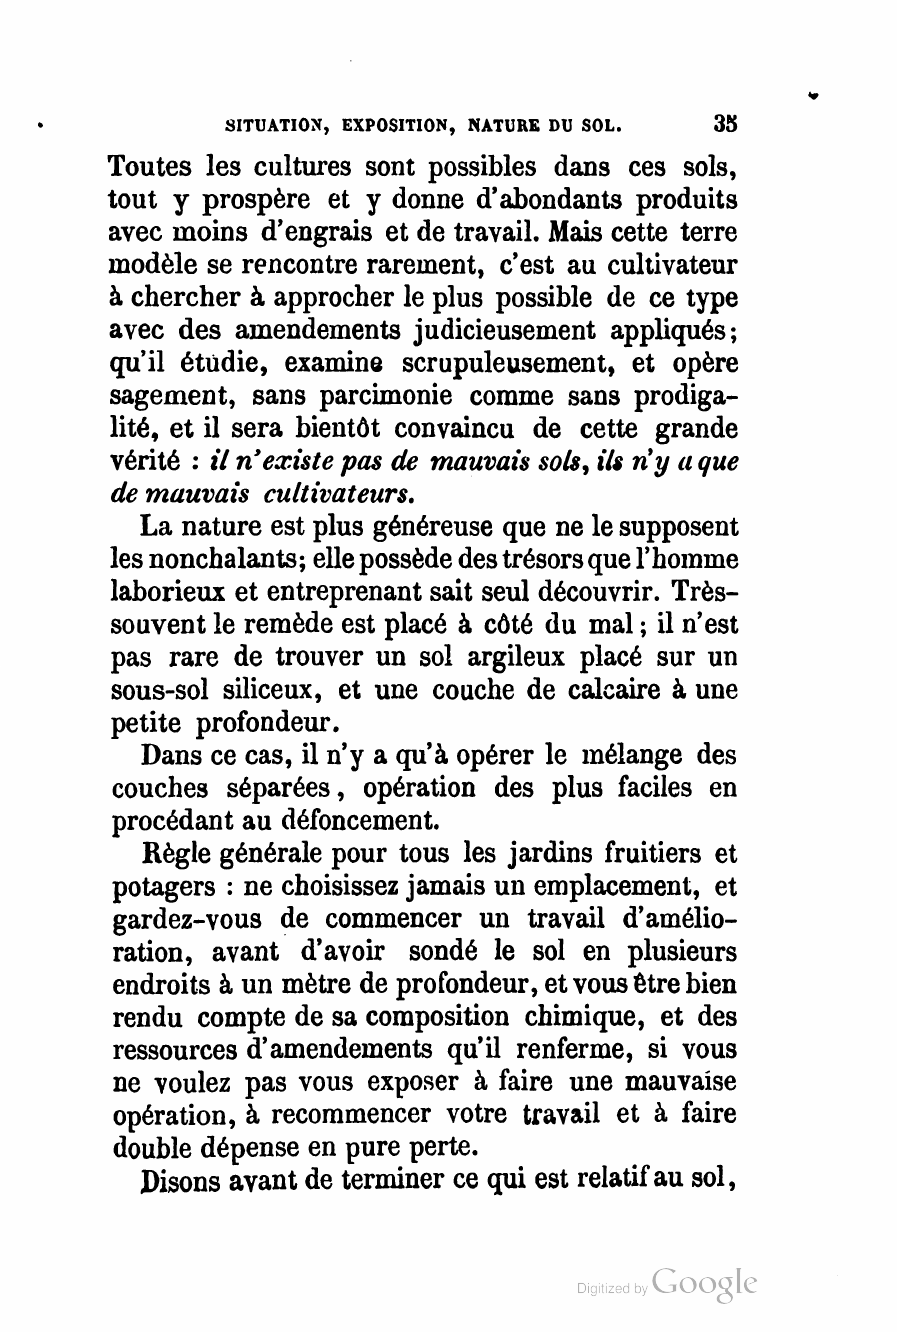 SITUATION, EXPOSITION, NATURE DU SOL. 35
Toutes les cultures sont possibles dans ces sols,
tout y prospère et y donne d'abondants produits
avec moins d'engrais et de travail. Mais cette terre
modèle se rencontre rarement, c'est au cultivateur
à chercher à approcher le plus possible de ce type
avec des amendements judicieusement appliqués;
qu'il étudie, examine scrupuleusement, et opère
sagement, sans parcimonie comme sans prodiga-
lité, et il sera bientôt convaincu de cette grande
vérité : il n'existe pas de mauvais sols, ils n'y a que
de mauvais cultivateurs.
La nature est plus généreuse que ne le supposent
les nonchalants; elle possède des trésors que l'homme
laborieux et entreprenant sait seul découvrir. Très-
souvent le remède est placé à côté du mal ; il n'est
pas rare de trouver un sol argileux placé sur un
sous-sol siliceux, et une couche de calcaire à une
petite profondeur.
Dans ce cas, il n'y a qu'à opérer le mélange des
couches séparées, opération des plus faciles en
procédant au défoncement.
Règle générale pour tous les jardins fruitiers et
potagers : ne choisissez jamais un emplacement, et
gardez-vous de commencer un travail d'amélio-
ration, avant d'avoir sondé le sol en plusieurs
endroits à un mètre de profondeur, et vous être bien
rendu compte de sa composition chimique, et des
ressources d'amendements qu'il renferme, si vous
ne voulez pas vous exposer à faire une mauvaise
opération, à recommencer votre travail et à faire
double dépense en pure perte.
Disons avant de terminer ce qui est relatif au sol,
Digitized by Google